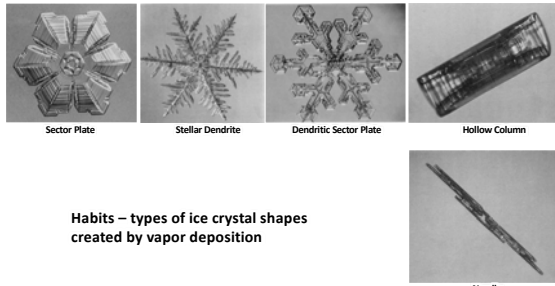 Sector Plate
Stellar Dendrite
Dendritic Sector Plate
Hollow Column
Habits – types of ice crystal shapes
created by vapor deposition